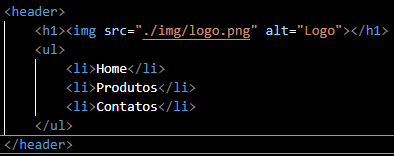 <header>
<h1><img src="./img/logo.png" alt="Logo"></h1>
<ul>
<li>Home</li>
<li>Produtos</li>
<li>Contatos</li>
</ul>
</header>